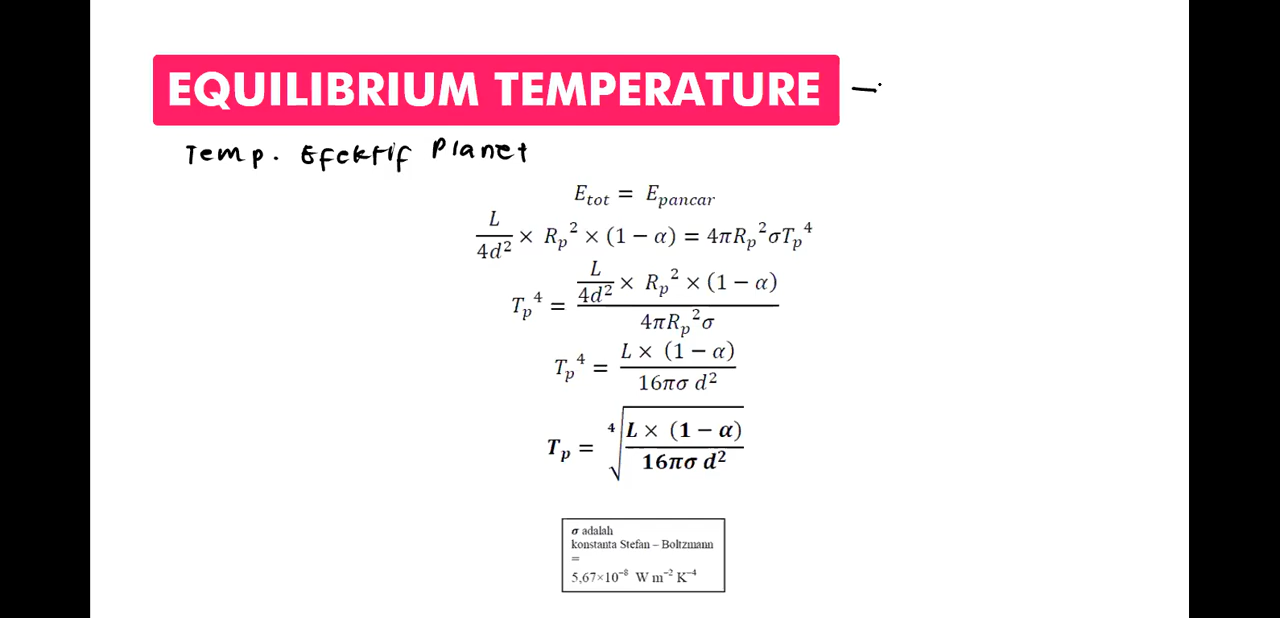 EQUILIBRIUM TEMPERATURE –
Temp. Efektif Planet
E_tot = E_pancar
L/4d² × R_p² × (1 − α) = 4πR_p²σT_p⁴
T_p⁴ = (L/4d² × R_p² × (1 − α))/(4πR_p²σ)
T_p⁴ = (L × (1 − α))/(16πσ d²)
T_p = ⁴√((L × (1 − α))/(16πσ d²))
σ adalah
konstanta Stefan – Boltzmann
=
5,67×10⁻⁸ W m⁻² K⁻⁴